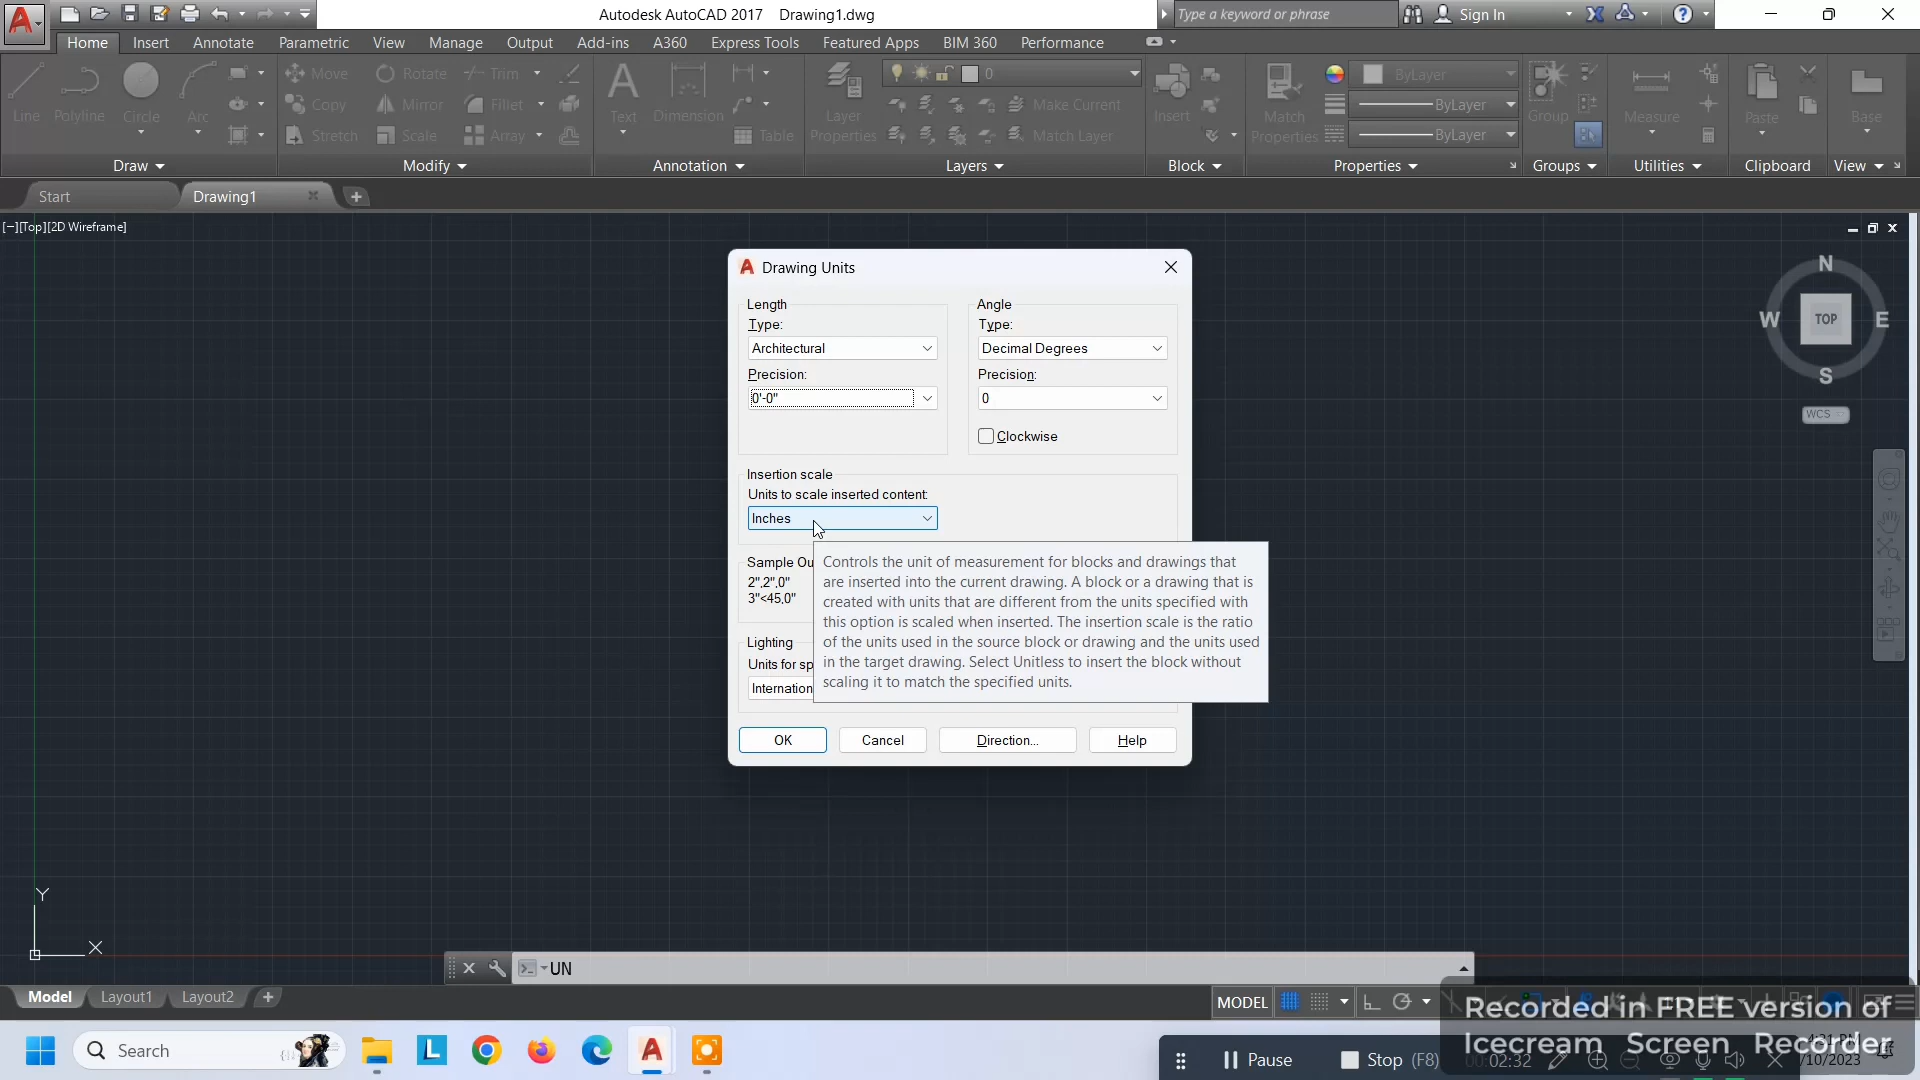 Autodesk AutoCAD 2017 Drawing1.dwg
Type a keyword or phrase
Sign In
Home Insert Annotate Parametric View Manage Output Add-ins A360 Express Tools Featured Apps BIM 360 Performance
Line Polyline Circle Arc
Move Rotate Trim
Copy Mirror Fillet
Stretch Scale Array
Text Dimension Table
Layer Properties
0
Make Current
Match Layer
Insert
Match Properties
ByLayer
ByLayer
ByLayer
Group
Measure
Paste
Base
Draw Modify Annotation Layers Block Properties Groups Utilities Clipboard View
Start Drawing1
[−][Top][2D Wireframe]
N
W TOP E
S
WCS
Drawing Units
Length
Type:
Architectural
Precision:
0'-0"
Angle
Type:
Decimal Degrees
Precision:
0
Clockwise
Insertion scale
Units to scale inserted content:
Inches
Sample Ou
2",2",0"
3"<45,0"
Controls the unit of measurement for blocks and drawings that
are inserted into the current drawing. A block or a drawing that is
created with units that are different from the units specified with
this option is scaled when inserted. The insertion scale is the ratio
of the units used in the source block or drawing and the units used
in the target drawing. Select Unitless to insert the block without
scaling it to match the specified units.
Lighting
Units for sp
Internation
OK Cancel Direction... Help
Y
X
UN
Model Layout1 Layout2
MODEL
Recorded in FREE version of
Icecream Screen Recorder
Search
Pause Stop (F8) 00:02:32
4:31 PM
/10/2023